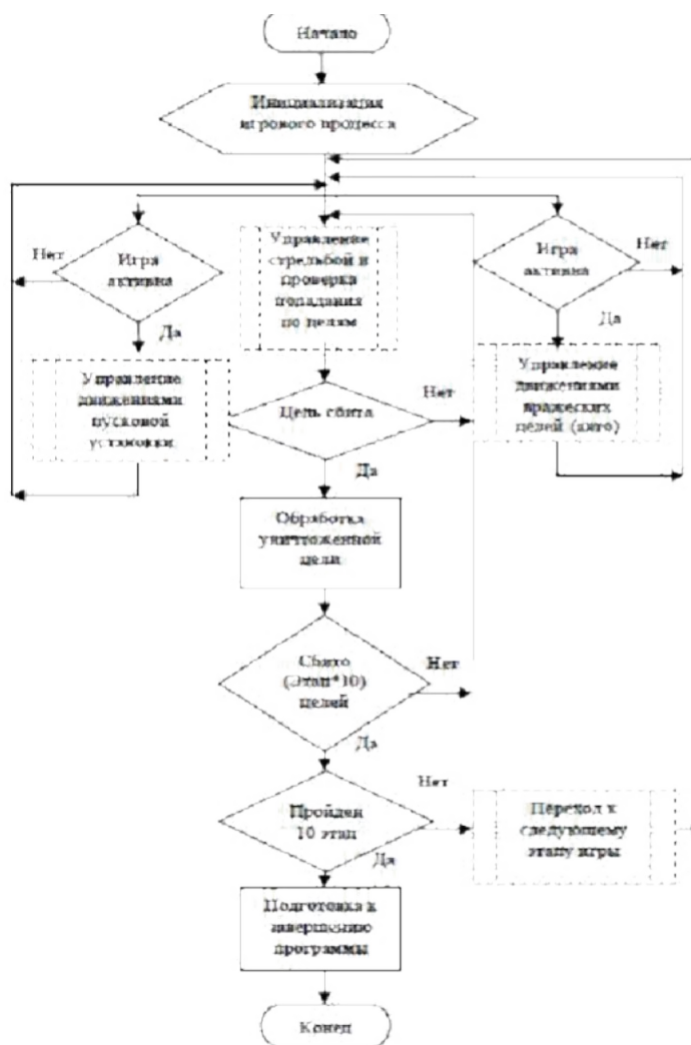 Начало
Инициализация
игрового процесса
Нет
Игра
активна
Да
Управление
стрельбой и
проверка
попадания
по целям
Игра
активна
Нет
Да
Управление
движениями
пусковой
установки
Цель сбита
Нет
Да
Управление
движениями
вражеских
целей (авто)
Обработка
уничтоженной
цели
Сбито
(Этап*10)
целей
Нет
Да
Пройден
10 этап
Нет
Да
Переход к
следующему
этапу игры
Подготовка к
завершению
программы
Конец